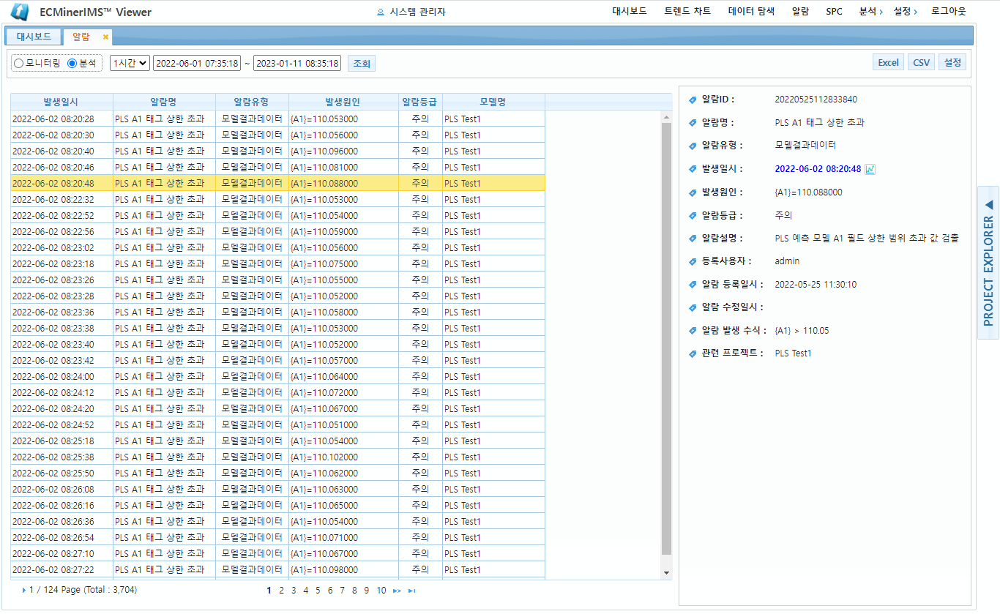 ECMinerIMS™ Viewer 시스템 관리자 대시보드 트렌드 차트 데이터 탐색 알람 SPC 분석 설정 로그아웃
대시보드 알람
모니터링 분석 1시간 2022-06-01 07:35:18 ~ 2023-01-11 08:35:18 조회 Excel CSV 설정
발생일시 알람명 알람유형 발생원인 알람등급 모델명
2022-06-02 08:20:28 PLS A1 태그 상한 초과 모델결과데이터 {A1}=110.053000 주의 PLS Test1
2022-06-02 08:20:30 PLS A1 태그 상한 초과 모델결과데이터 {A1}=110.056000 주의 PLS Test1
2022-06-02 08:20:40 PLS A1 태그 상한 초과 모델결과데이터 {A1}=110.096000 주의 PLS Test1
2022-06-02 08:20:46 PLS A1 태그 상한 초과 모델결과데이터 {A1}=110.081000 주의 PLS Test1
2022-06-02 08:20:48 PLS A1 태그 상한 초과 모델결과데이터 {A1}=110.088000 주의 PLS Test1
2022-06-02 08:22:32 PLS A1 태그 상한 초과 모델결과데이터 {A1}=110.053000 주의 PLS Test1
2022-06-02 08:22:52 PLS A1 태그 상한 초과 모델결과데이터 {A1}=110.054000 주의 PLS Test1
2022-06-02 08:22:56 PLS A1 태그 상한 초과 모델결과데이터 {A1}=110.059000 주의 PLS Test1
2022-06-02 08:23:02 PLS A1 태그 상한 초과 모델결과데이터 {A1}=110.056000 주의 PLS Test1
2022-06-02 08:23:18 PLS A1 태그 상한 초과 모델결과데이터 {A1}=110.075000 주의 PLS Test1
2022-06-02 08:23:26 PLS A1 태그 상한 초과 모델결과데이터 {A1}=110.055000 주의 PLS Test1
2022-06-02 08:23:28 PLS A1 태그 상한 초과 모델결과데이터 {A1}=110.052000 주의 PLS Test1
2022-06-02 08:23:36 PLS A1 태그 상한 초과 모델결과데이터 {A1}=110.058000 주의 PLS Test1
2022-06-02 08:23:38 PLS A1 태그 상한 초과 모델결과데이터 {A1}=110.053000 주의 PLS Test1
2022-06-02 08:23:40 PLS A1 태그 상한 초과 모델결과데이터 {A1}=110.052000 주의 PLS Test1
2022-06-02 08:23:42 PLS A1 태그 상한 초과 모델결과데이터 {A1}=110.057000 주의 PLS Test1
2022-06-02 08:24:00 PLS A1 태그 상한 초과 모델결과데이터 {A1}=110.064000 주의 PLS Test1
2022-06-02 08:24:12 PLS A1 태그 상한 초과 모델결과데이터 {A1}=110.072000 주의 PLS Test1
2022-06-02 08:24:20 PLS A1 태그 상한 초과 모델결과데이터 {A1}=110.067000 주의 PLS Test1
2022-06-02 08:24:52 PLS A1 태그 상한 초과 모델결과데이터 {A1}=110.051000 주의 PLS Test1
2022-06-02 08:25:18 PLS A1 태그 상한 초과 모델결과데이터 {A1}=110.054000 주의 PLS Test1
2022-06-02 08:25:38 PLS A1 태그 상한 초과 모델결과데이터 {A1}=110.102000 주의 PLS Test1
2022-06-02 08:25:50 PLS A1 태그 상한 초과 모델결과데이터 {A1}=110.062000 주의 PLS Test1
2022-06-02 08:26:08 PLS A1 태그 상한 초과 모델결과데이터 {A1}=110.063000 주의 PLS Test1
2022-06-02 08:26:16 PLS A1 태그 상한 초과 모델결과데이터 {A1}=110.065000 주의 PLS Test1
2022-06-02 08:26:36 PLS A1 태그 상한 초과 모델결과데이터 {A1}=110.054000 주의 PLS Test1
2022-06-02 08:26:54 PLS A1 태그 상한 초과 모델결과데이터 {A1}=110.071000 주의 PLS Test1
2022-06-02 08:27:10 PLS A1 태그 상한 초과 모델결과데이터 {A1}=110.067000 주의 PLS Test1
2022-06-02 08:27:22 PLS A1 태그 상한 초과 모델결과데이터 {A1}=110.098000 주의 PLS Test1
1 / 124 Page (Total : 3,704) 1 2 3 4 5 6 7 8 9 10
알람ID : 20220525112833840
알람명 : PLS A1 태그 상한 초과
알람유형 : 모델결과데이터
발생일시 : 2022-06-02 08:20:48
발생원인 : {A1}=110.088000
알람등급 : 주의
알람설명 : PLS 예측 모델 A1 필드 상한 범위 초과 값 검출
등록사용자 : admin
알람 등록일시 : 2022-05-25 11:30:10
알람 수정일시 :
알람 발생 수식 : {A1} > 110.05
관련 프로젝트 : PLS Test1
PROJECT EXPLORER